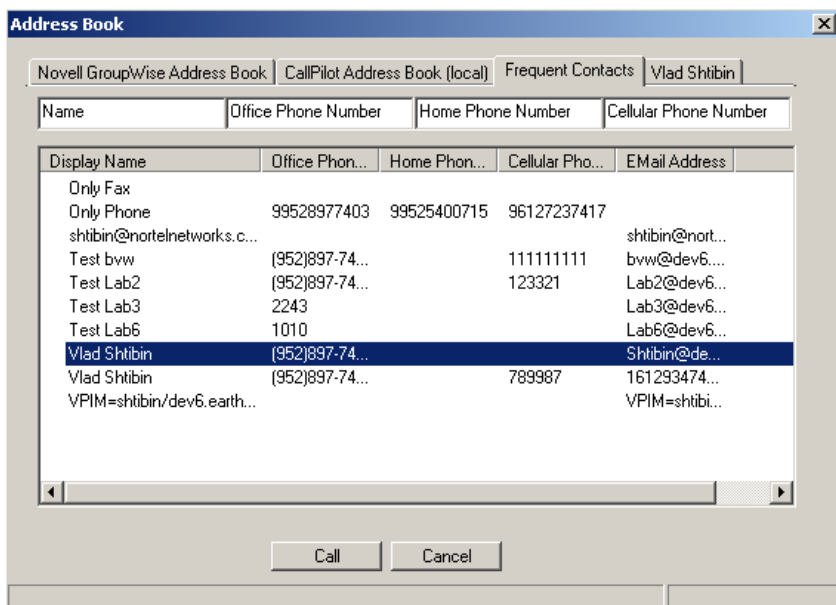 Address Book
Novell GroupWise Address Book CallPilot Address Book (local) Frequent Contacts Vlad Shtibin
Name Office Phone Number Home Phone Number Cellular Phone Number
Display Name Office Phon... Home Phon... Cellular Pho... EMail Address
Only Fax
Only Phone 99528977403 99525400715 96127237417
shtibin@nortelnetworks.c... shtibin@nort...
Test bvw (952)897-74... 111111111 bvw@dev6....
Test Lab2 (952)897-74... 123321 Lab2@dev6...
Test Lab3 2243 Lab3@dev6...
Test Lab6 1010 Lab6@dev6...
Vlad Shtibin (952)897-74... Shtibin@de...
Vlad Shtibin (952)897-74... 789987 161293474...
VPIM=shtibin/dev6.earth... VPIM=shtibi...
Call Cancel